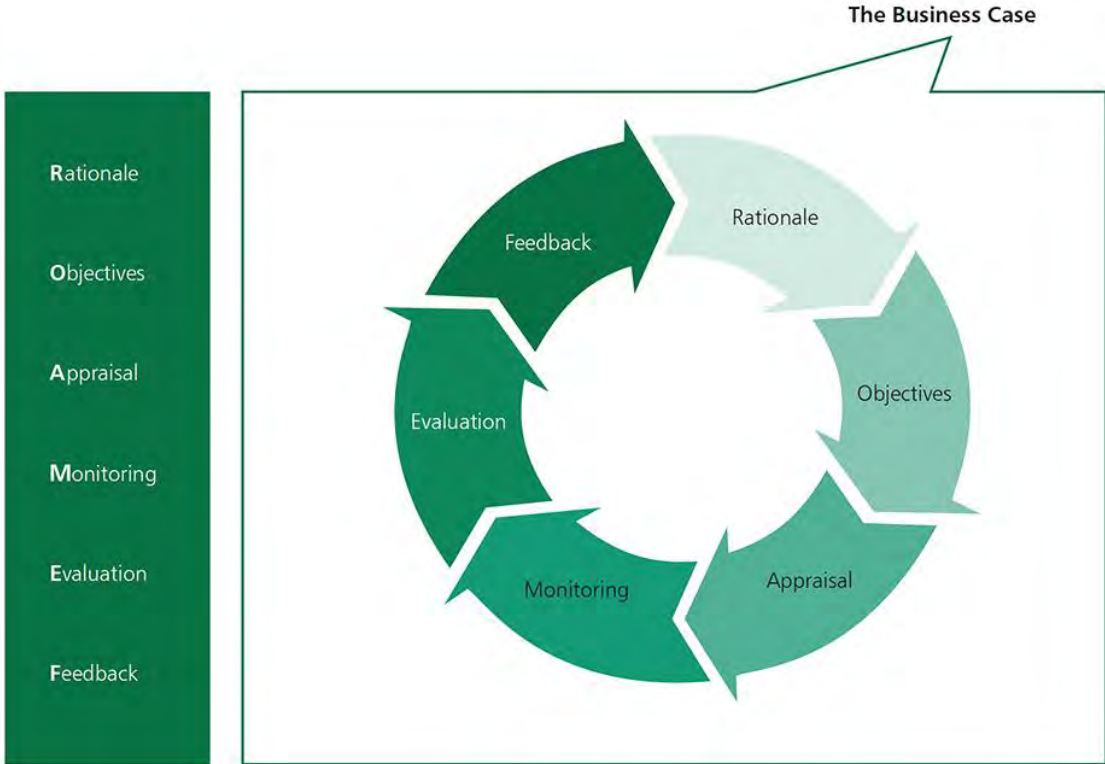 The Business Case
Rationale
Objectives
Appraisal
Monitoring
Evaluation
Feedback
Rationale
Objectives
Appraisal
Monitoring
Evaluation
Feedback